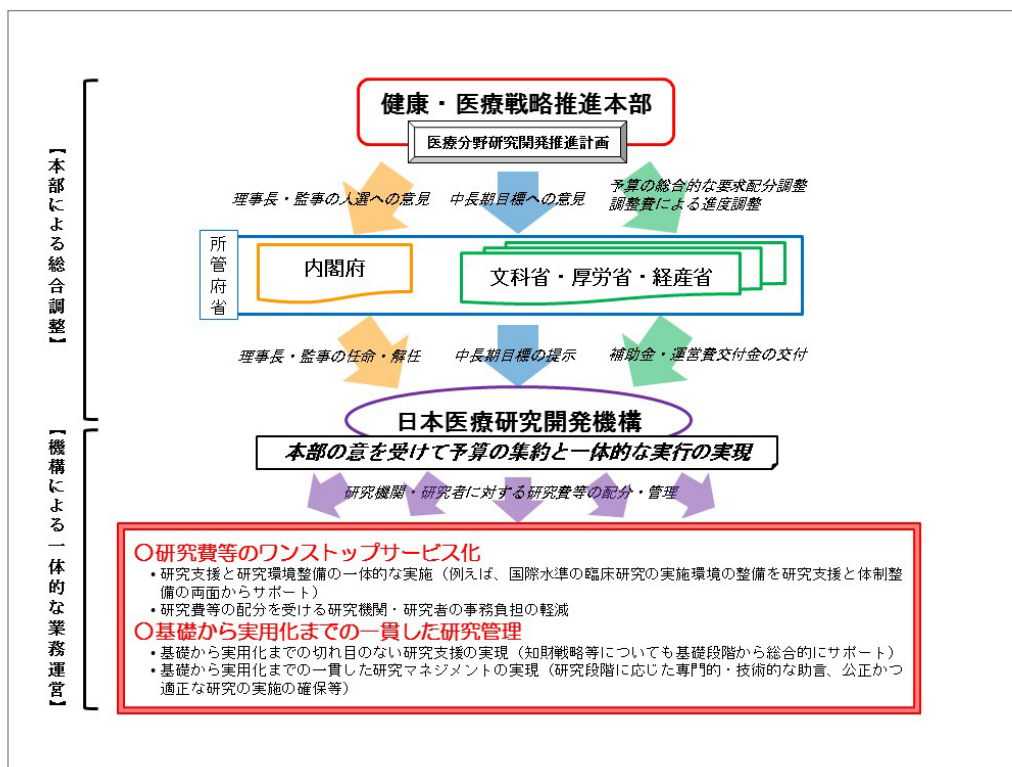 健康・医療戦略推進本部
医療分野研究開発推進計画
【本部による総合調整】
理事長・監事の人選への意見
中長期目標への意見
予算の総合的な要求配分調整
調整費による進度調整
所管府省
内閣府
文科省・厚労省・経産省
理事長・監事の任命・解任
中長期目標の提示
補助金・運営費交付金の交付
日本医療研究開発機構
本部の意を受けて予算の集約と一体的な実行の実現
【機構による一体的な業務運営】
研究機関・研究者に対する研究費等の配分・管理
〇研究費等のワンストップサービス化
・研究支援と研究環境整備の一体的な実施（例えば、国際水準の臨床研究の実施環境の整備を研究支援と体制整
備の両面からサポート）
・研究費等の配分を受ける研究機関・研究者の事務負担の軽減
〇基礎から実用化までの一貫した研究管理
・基礎から実用化までの切れ目のない研究支援の実現（知財戦略等についても基礎段階から総合的にサポート）
・基礎から実用化までの一貫した研究マネジメントの実現（研究段階に応じた専門的・技術的な助言、公正かつ
適正な研究の実施の確保等）